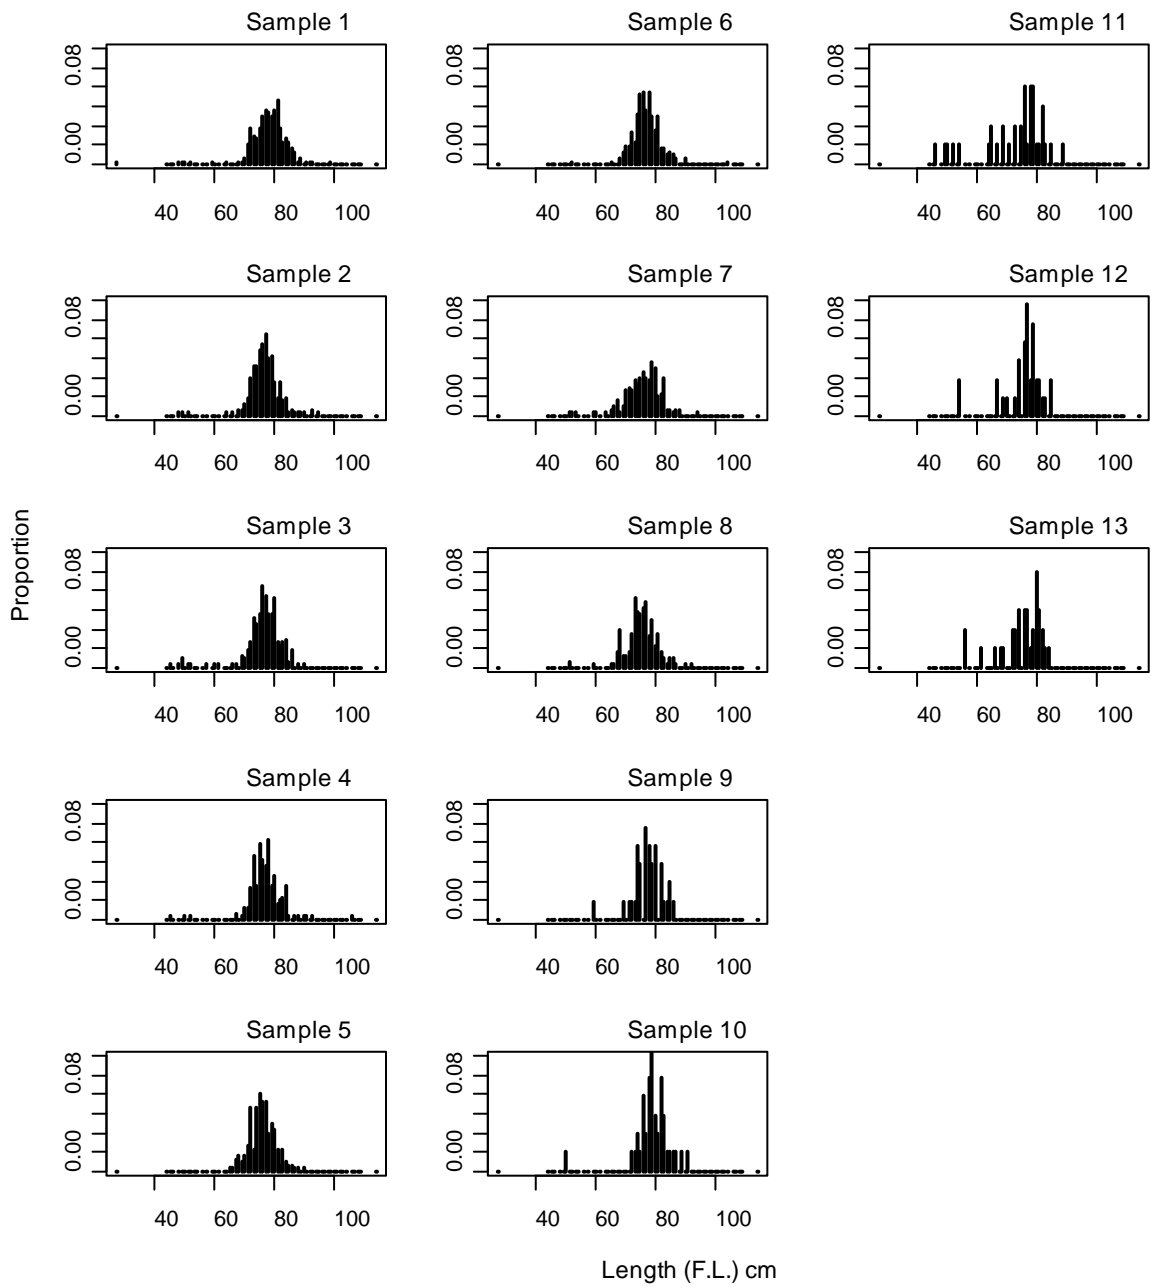 Sample 1
0.00 0.08
40 60 80 100
Sample 6
0.00 0.08
40 60 80 100
Sample 11
0.00 0.08
40 60 80 100
Sample 2
0.00 0.08
40 60 80 100
Sample 7
0.00 0.08
40 60 80 100
Sample 12
0.00 0.08
40 60 80 100
Proportion
Sample 3
0.00 0.08
40 60 80 100
Sample 8
0.00 0.08
40 60 80 100
Sample 13
0.00 0.08
40 60 80 100
Sample 4
0.00 0.08
40 60 80 100
Sample 9
0.00 0.08
40 60 80 100
Sample 5
0.00 0.08
40 60 80 100
Sample 10
0.00 0.08
40 60 80 100
Length (F.L.) cm